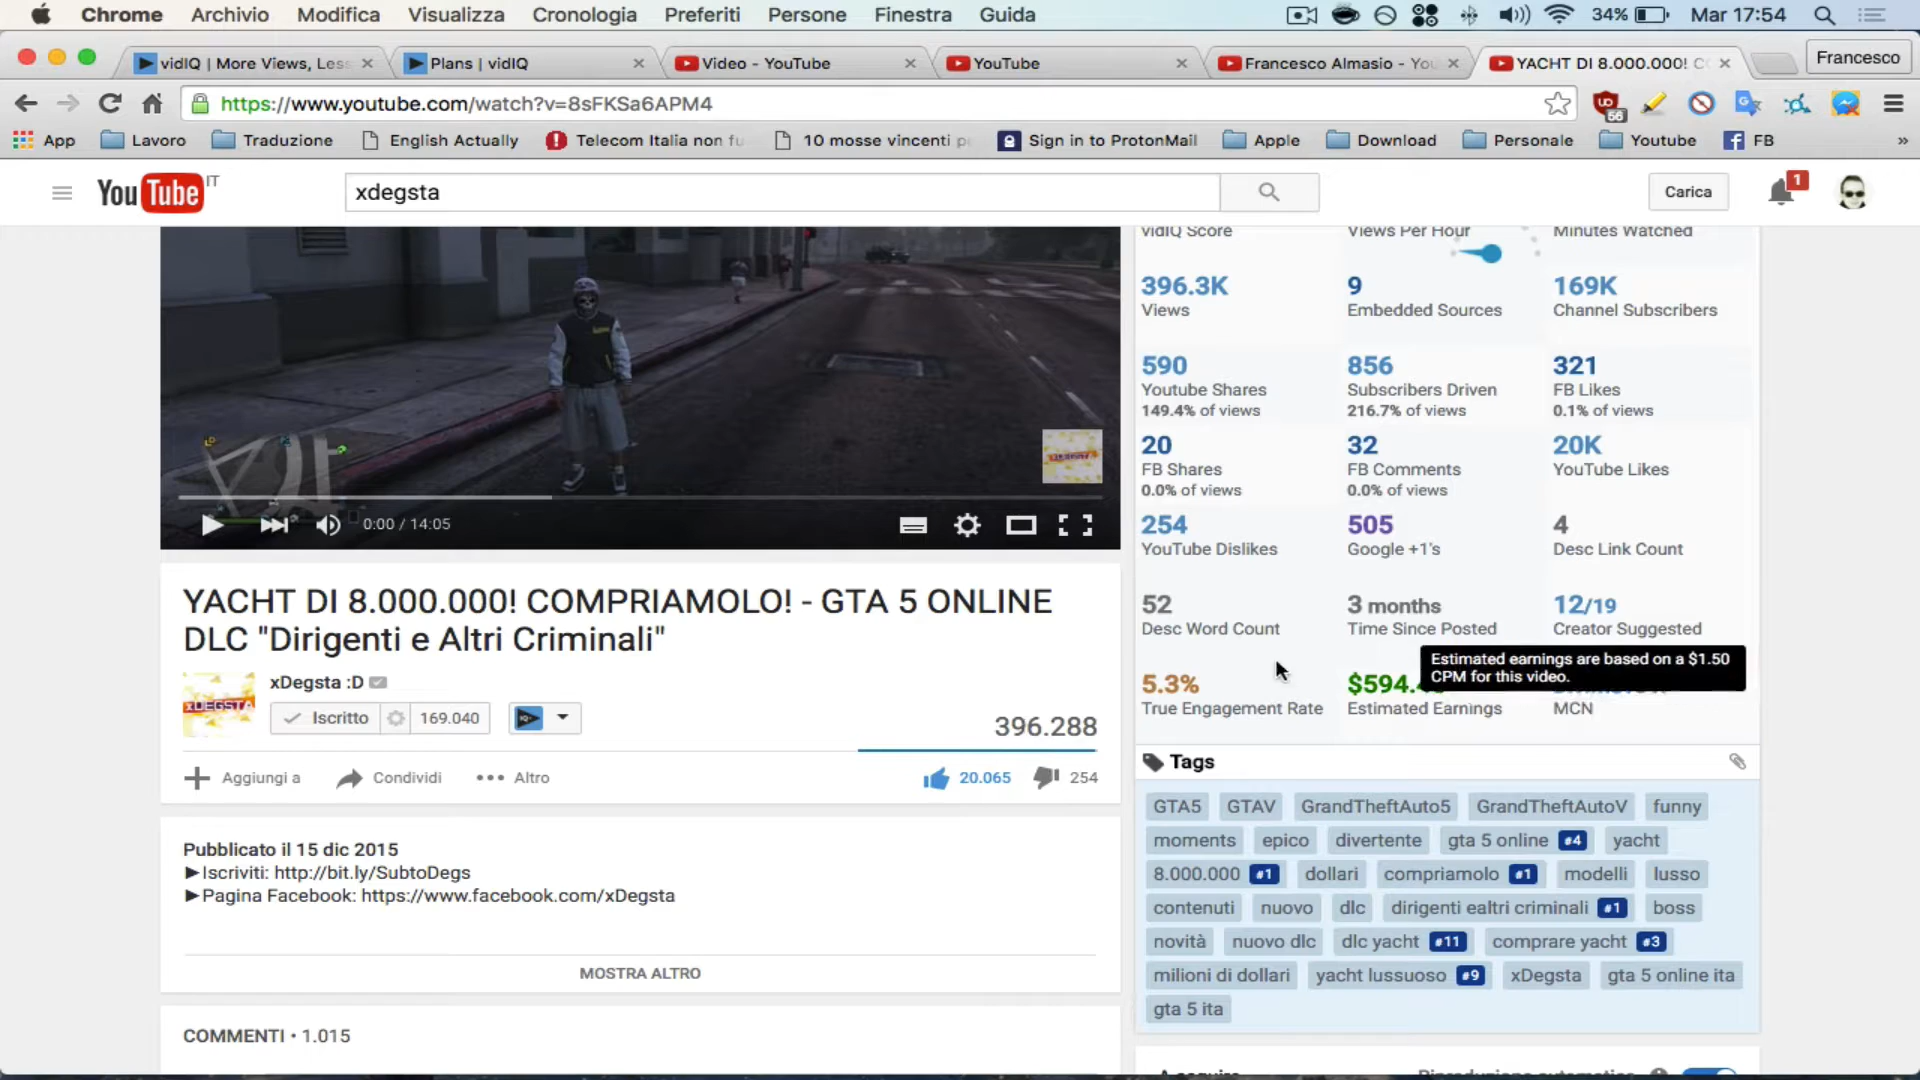 Chrome Archivio Modifica Visualizza Cronologia Preferiti Persone Finestra Guida 34% Mar 17:54
vidIQ | More Views, Les Plans | vidIQ Video - YouTube YouTube Francesco Almasio - You YACHT DI 8.000.000! C Francesco
https://www.youtube.com/watch?v=8sFKSa6APM4 56
App Lavoro Traduzione English Actually Telecom Italia non fu 10 mosse vincenti p Sign in to ProtonMail Apple Download Personale Youtube FB »
YouTube IT xdegsta Carica 1
vidIQ Score Views Per Hour Minutes Watched
396.3K 9 169K
Views Embedded Sources Channel Subscribers
590 856 321
Youtube Shares Subscribers Driven FB Likes
149.4% of views 216.7% of views 0.1% of views
20 32 20K
FB Shares FB Comments YouTube Likes
0.0% of views 0.0% of views
254 505 4
YouTube Dislikes Google +1's Desc Link Count
52 3 months 12/19
Desc Word Count Time Since Posted Creator Suggested
Estimated earnings are based on a $1.50
CPM for this video.
5.3% $594.
True Engagement Rate Estimated Earnings MCN
0:00 / 14:05
YACHT DI 8.000.000! COMPRIAMOLO! - GTA 5 ONLINE
DLC "Dirigenti e Altri Criminali"
xDegsta :D
XDEGSTA
Iscritto 169.040
396.288
Aggiungi a Condividi Altro 20.065 254
Pubblicato il 15 dic 2015
►Iscriviti: http://bit.ly/SubtoDegs
►Pagina Facebook: https://www.facebook.com/xDegsta
MOSTRA ALTRO
COMMENTI • 1.015
Tags
GTA5 GTAV GrandTheftAuto5 GrandTheftAutoV funny
moments epico divertente gta 5 online #4 yacht
8.000.000 #1 dollari compriamolo #1 modelli lusso
contenuti nuovo dlc dirigenti ealtri criminali #1 boss
novità nuovo dlc dlc yacht #11 comprare yacht #3
milioni di dollari yacht lussuoso #9 xDegsta gta 5 online ita
gta 5 ita